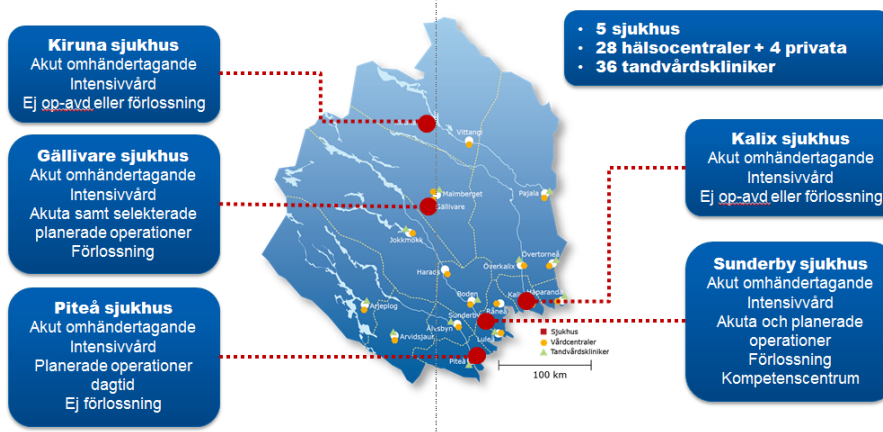 Kiruna sjukhus
Akut omhändertagande
Intensivvård
Ej op-avd eller förlossning
Gällivare sjukhus
Akut omhändertagande
Intensivvård
Akuta samt selekterade
planerade operationer
Förlossning
Piteå sjukhus
Akut omhändertagande
Intensivvård
Planerade operationer
dagtid
Ej förlossning
• 5 sjukhus
• 28 hälsocentraler + 4 privata
• 36 tandvårdskliniker
Kalix sjukhus
Akut omhändertagande
Intensivvård
Ej op-avd eller förlossning
Sunderby sjukhus
Akut omhändertagande
Intensivvård
Akuta och planerade
operationer
Förlossning
Kompetenscentrum
Vittangi
Malmberget
Gällivare
Pajala
Jokkmokk
Harads
Överkalix
Övertorneå
Boden
Råneå
Arjeplog
Sunderby
Älvsbyn
Arvidsjaur
Luleå
Piteå
Sjukhus
Vårdcentraler
Tandvårdskliniker
100 km